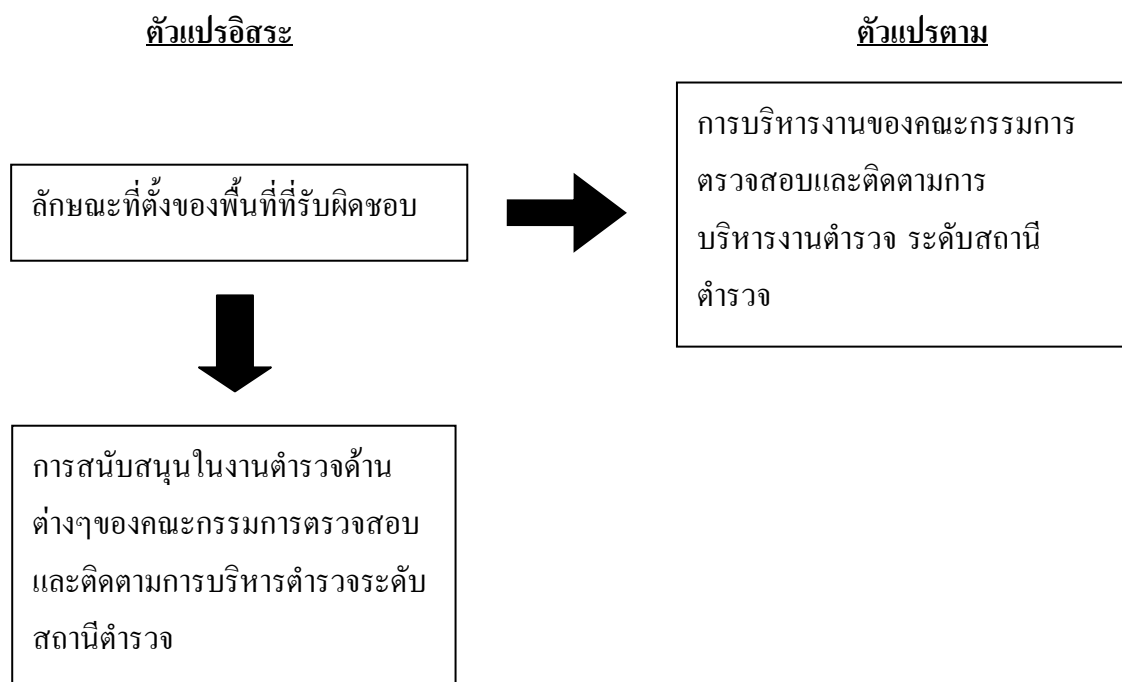 ตัวแปรอิสระ
ตัวแปรตาม
ลักษณะที่ตั้งของพื้นที่ที่รับผิดชอบ
การบริหารงานของคณะกรรมการ
ตรวจสอบและติดตามการ
บริหารงานตำรวจ ระดับสถานี
ตำรวจ
การสนับสนุนในงานตำรวจด้าน
ต่างๆของคณะกรรมการตรวจสอบ
และติดตามการบริหารตำรวจระดับ
สถานีตำรวจ